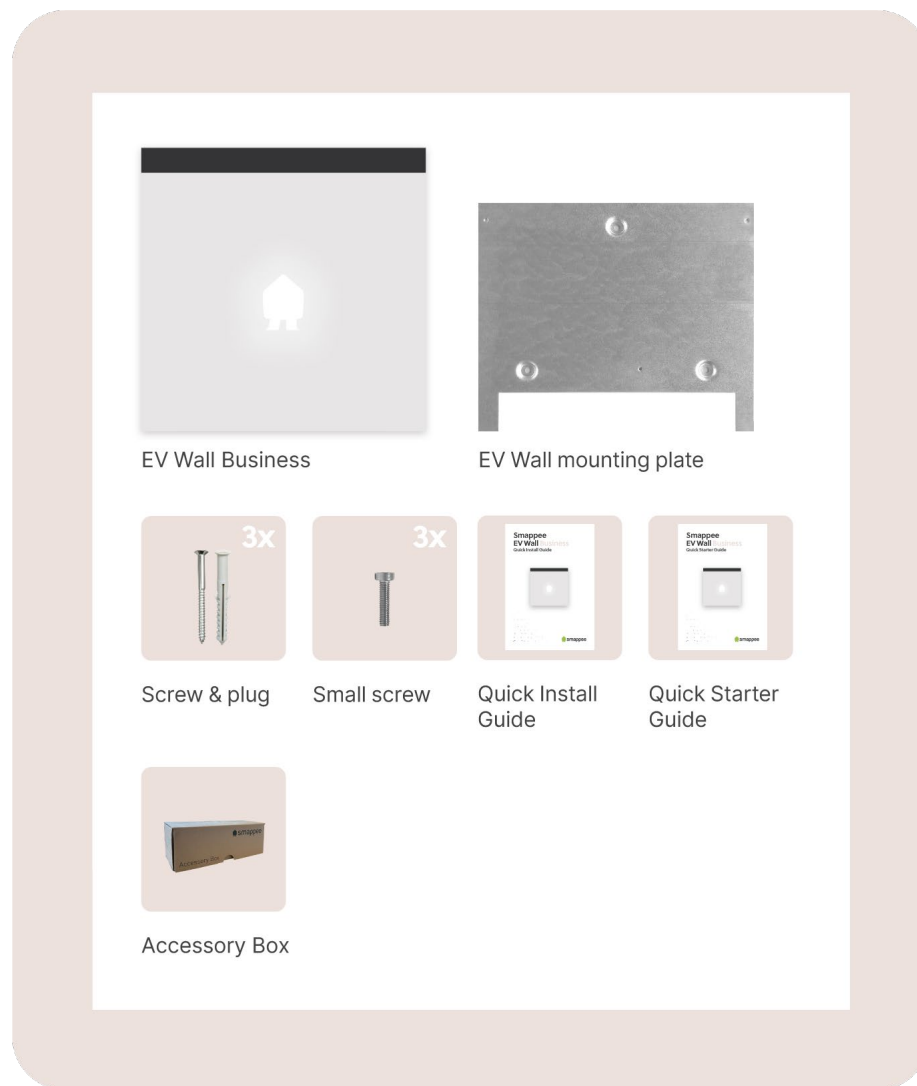 EV Wall Business
EV Wall mounting plate
3x
3x
Smappee
EV Wall Business
Quick Install Guide
smappee
Smappee
EV Wall Business
Quick Starter Guide
smappee
Screw & plug
Small screw
Quick Install
Guide
Quick Starter
Guide
smappee
Accessory Box
Accessory Box